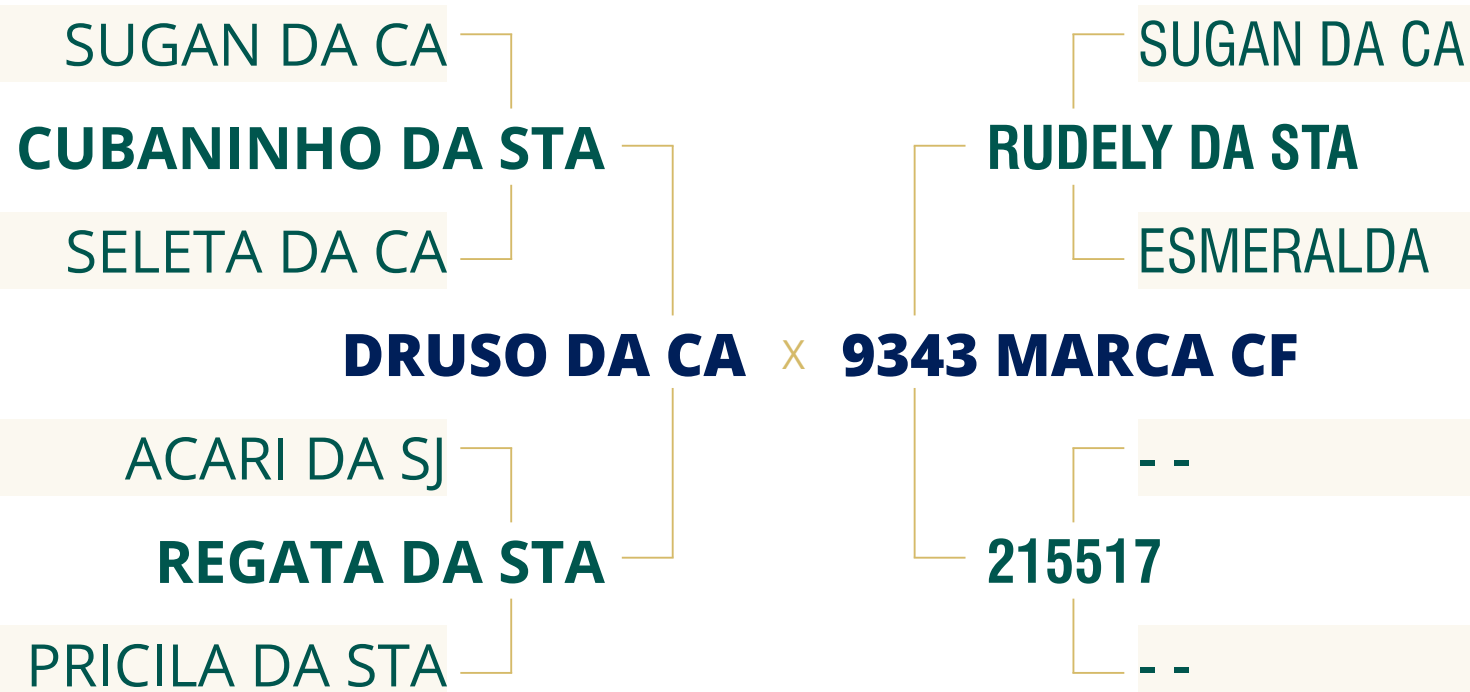 SUGAN DA CA SUGAN DA CA
CUBANINHO DA STA RUDELY DA STA
SELETA DA CA ESMERALDA
DRUSO DA CA X 9343 MARCA CF
ACARI DA SJ - -
REGATA DA STA 215517
PRICILA DA STA - -